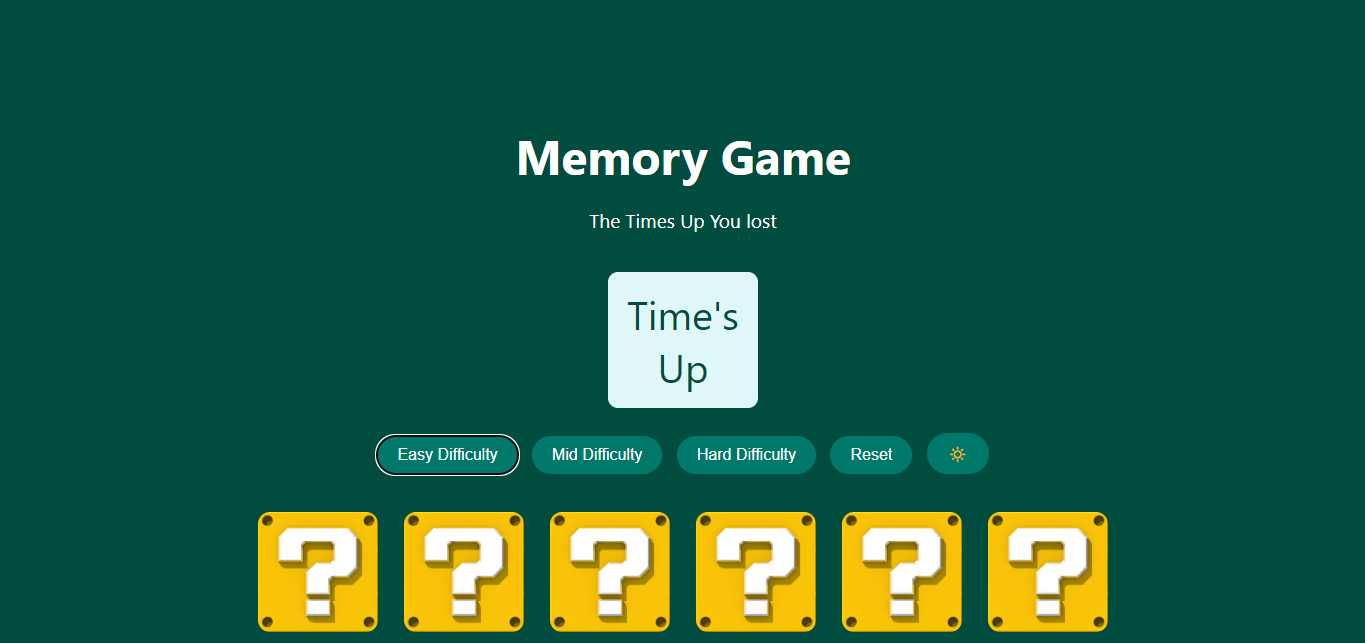 Memory Game
The Times Up You lost
Time's
Up
Easy Difficulty Mid Difficulty Hard Difficulty Reset
? ? ? ? ? ?